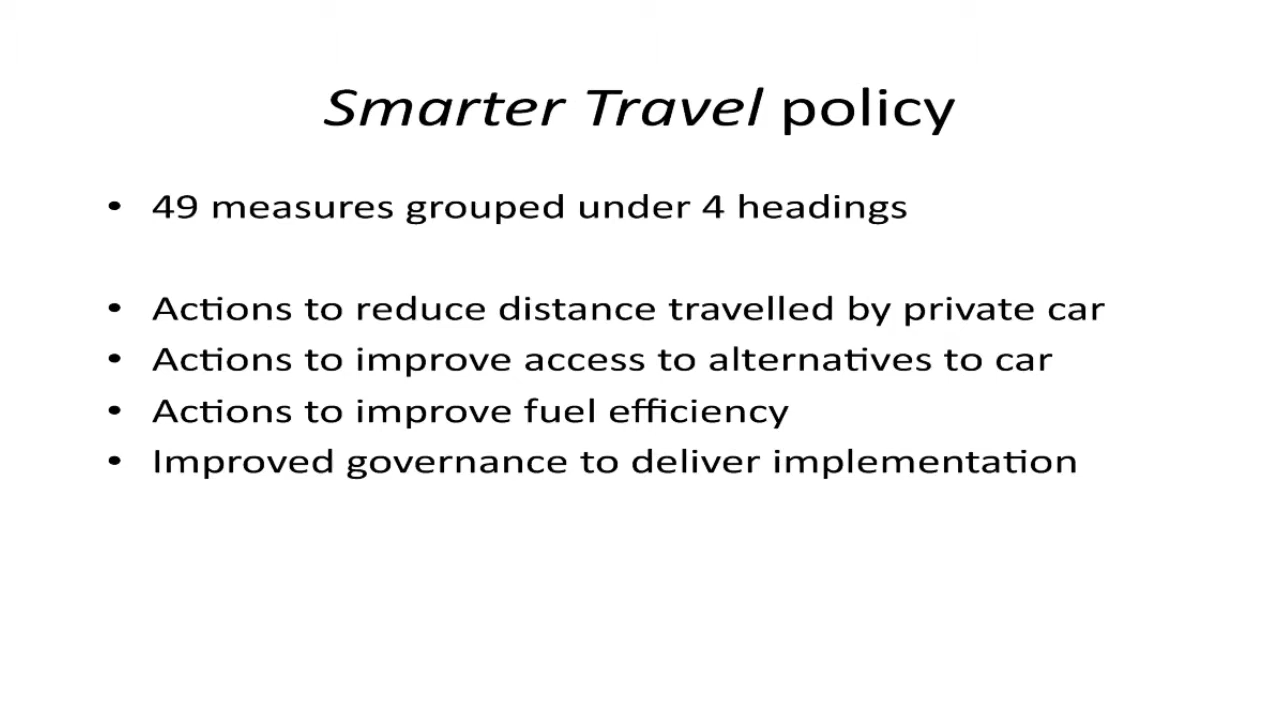 Smarter Travel policy
• 49 measures grouped under 4 headings
• Actions to reduce distance travelled by private car
• Actions to improve access to alternatives to car
• Actions to improve fuel efficiency
• Improved governance to deliver implementation